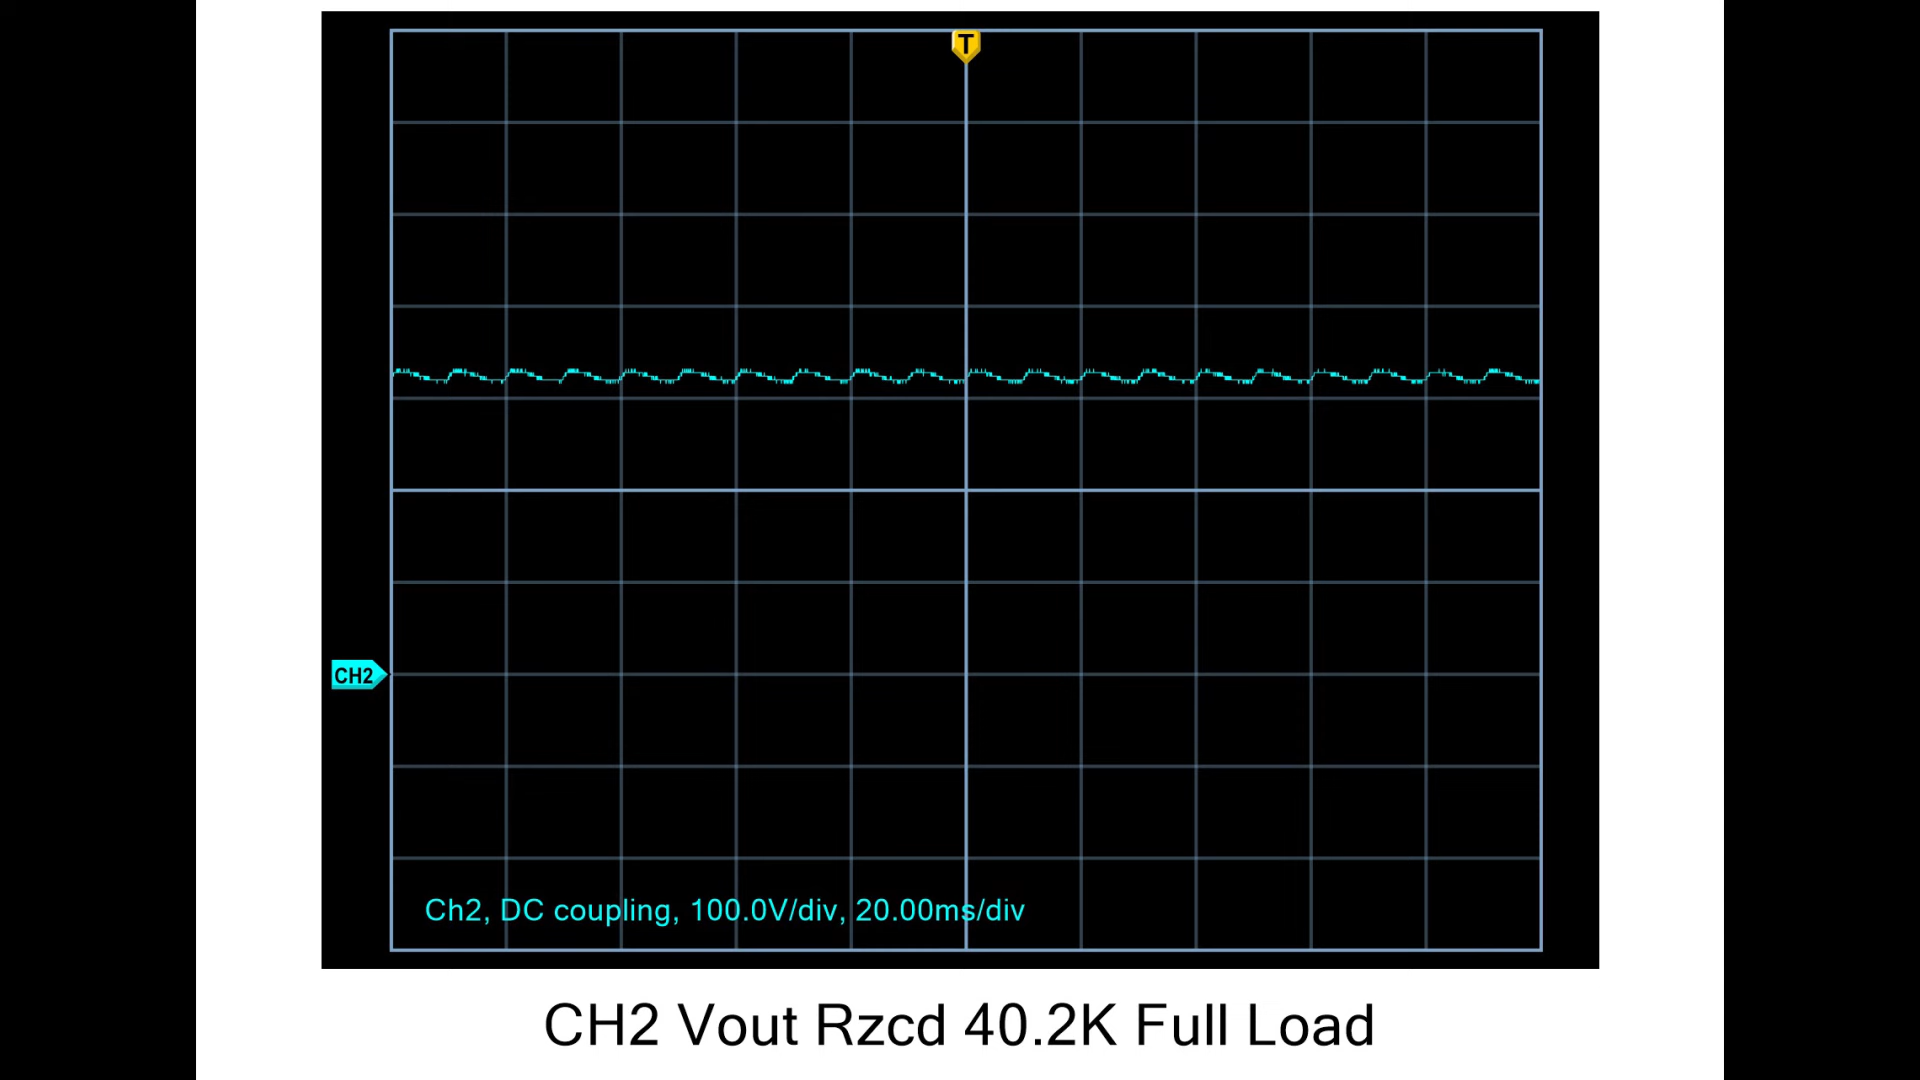 T
CH2
Ch2, DC coupling, 100.0V/div, 20.00ms/div
CH2 Vout Rzcd 40.2K Full Load